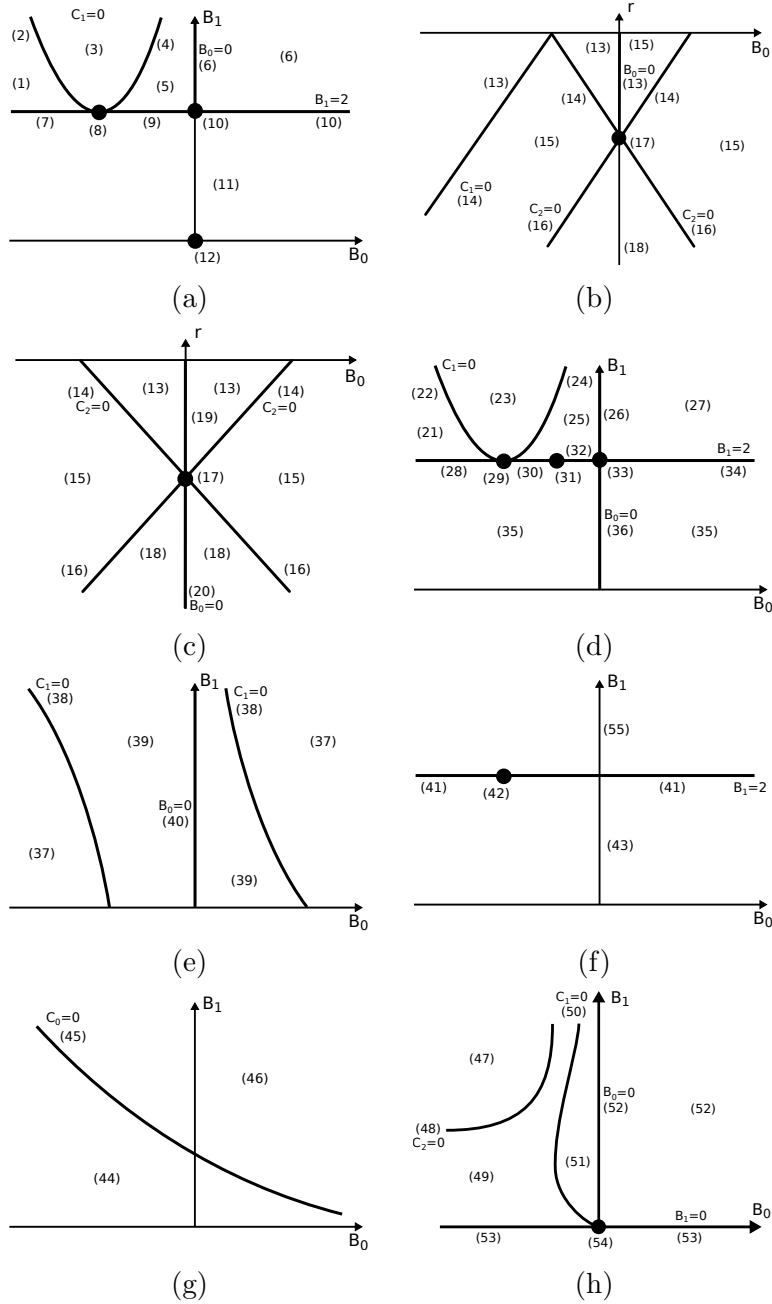 C₁=0
B₁
(2)
(3)
(4)
B₀=0
(6)
(6)
(1)
(5)
B₁=2
(7)
(8)
(9)
(10)
(10)
(11)
(12)
B₀
(a)
r
(13)
(15)
B₀
B₀=0
(13)
(13)
(14)
(14)
(15)
(17)
(15)
C₁=0
(14)
C₂=0
(16)
C₂=0
(16)
(18)
(b)
r
B₀
(14)
C₂=0
(13)
(13)
(14)
C₂=0
(19)
(15)
(17)
(15)
(18)
(18)
(16)
(16)
(20)
B₀=0
(c)
C₁=0
B₁
(22)
(23)
(24)
(21)
(25)
(26)
(27)
(32)
B₁=2
(28)
(29)
(30)
(31)
(33)
(34)
B₀=0
(35)
(36)
(35)
B₀
(d)
C₁=0
(38)
B₁
C₁=0
(38)
(39)
(37)
B₀=0
(40)
(37)
(39)
B₀
(e)
B₁
(55)
(41)
(42)
(41)
B₁=2
(43)
B₀
(f)
C₀=0
(45)
B₁
(46)
(44)
B₀
(g)
C₁=0
(50)
B₁
(47)
B₀=0
(52)
(52)
(48)
C₂=0
(49)
(51)
B₁=0
B₀
(53)
(54)
(53)
(h)